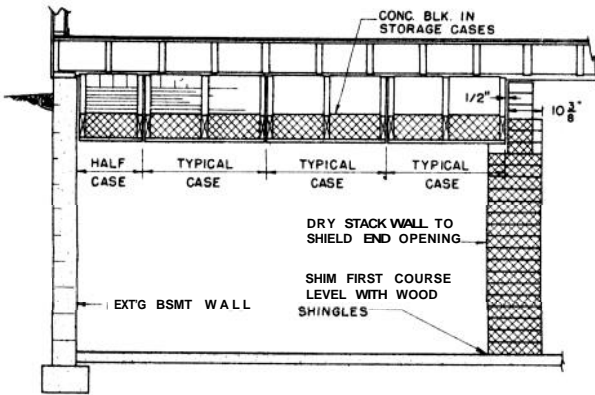 CONC. BLK. IN
STORAGE CASES
1/2"
10 3/8"
HALF
CASE
TYPICAL
CASE
TYPICAL
CASE
TYPICAL
CASE
DRY STACK WALL TO
SHIELD END OPENING
SHIM FIRST COURSE
LEVEL WITH WOOD
SHINGLES
EXT'G BSMT WALL